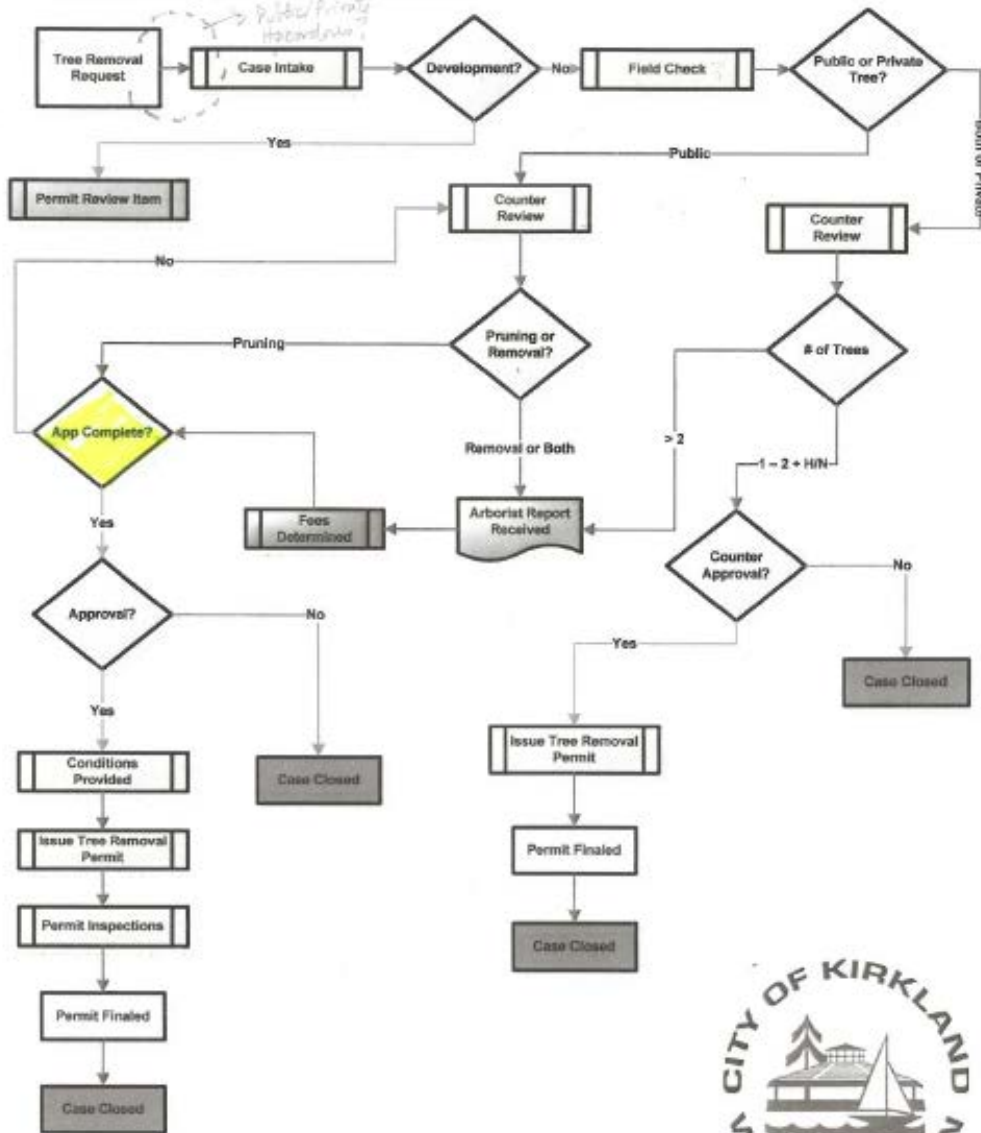 Public/Private
Hazardous?
Tree Removal
Request
Case Intake
Development?
No
Field Check
Public or Private
Tree?
Both or Private
Yes
Public
Permit Review Item
Counter
Review
Counter
Review
No
Pruning
Pruning or
Removal?
# of Trees
App Complete?
Removal or Both
> 2
1 – 2 + H/N
Yes
Fees
Determined
Arborist Report
Received
Counter
Approval?
No
Approval?
No
Yes
Case Closed
Yes
Conditions
Provided
Case Closed
Issue Tree Removal
Permit
Issue Tree Removal
Permit
Permit Finaled
Permit Inspections
Case Closed
Permit Finaled
Case Closed
CITY OF KIRKLAND